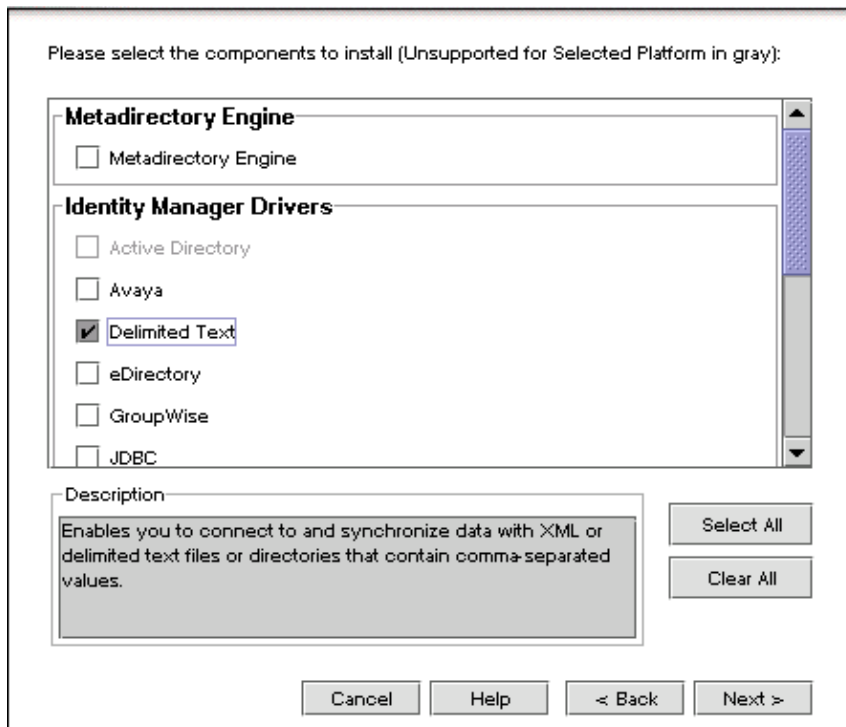 Please select the components to install (Unsupported for Selected Platform in gray):
Metadirectory Engine
Metadirectory Engine
Identity Manager Drivers
Active Directory
Avaya
Delimited Text
eDirectory
GroupWise
JDBC
Description
Enables you to connect to and synchronize data with XML or
delimited text files or directories that contain comma-separated
values.
Select All
Clear All
Cancel
Help
< Back
Next >